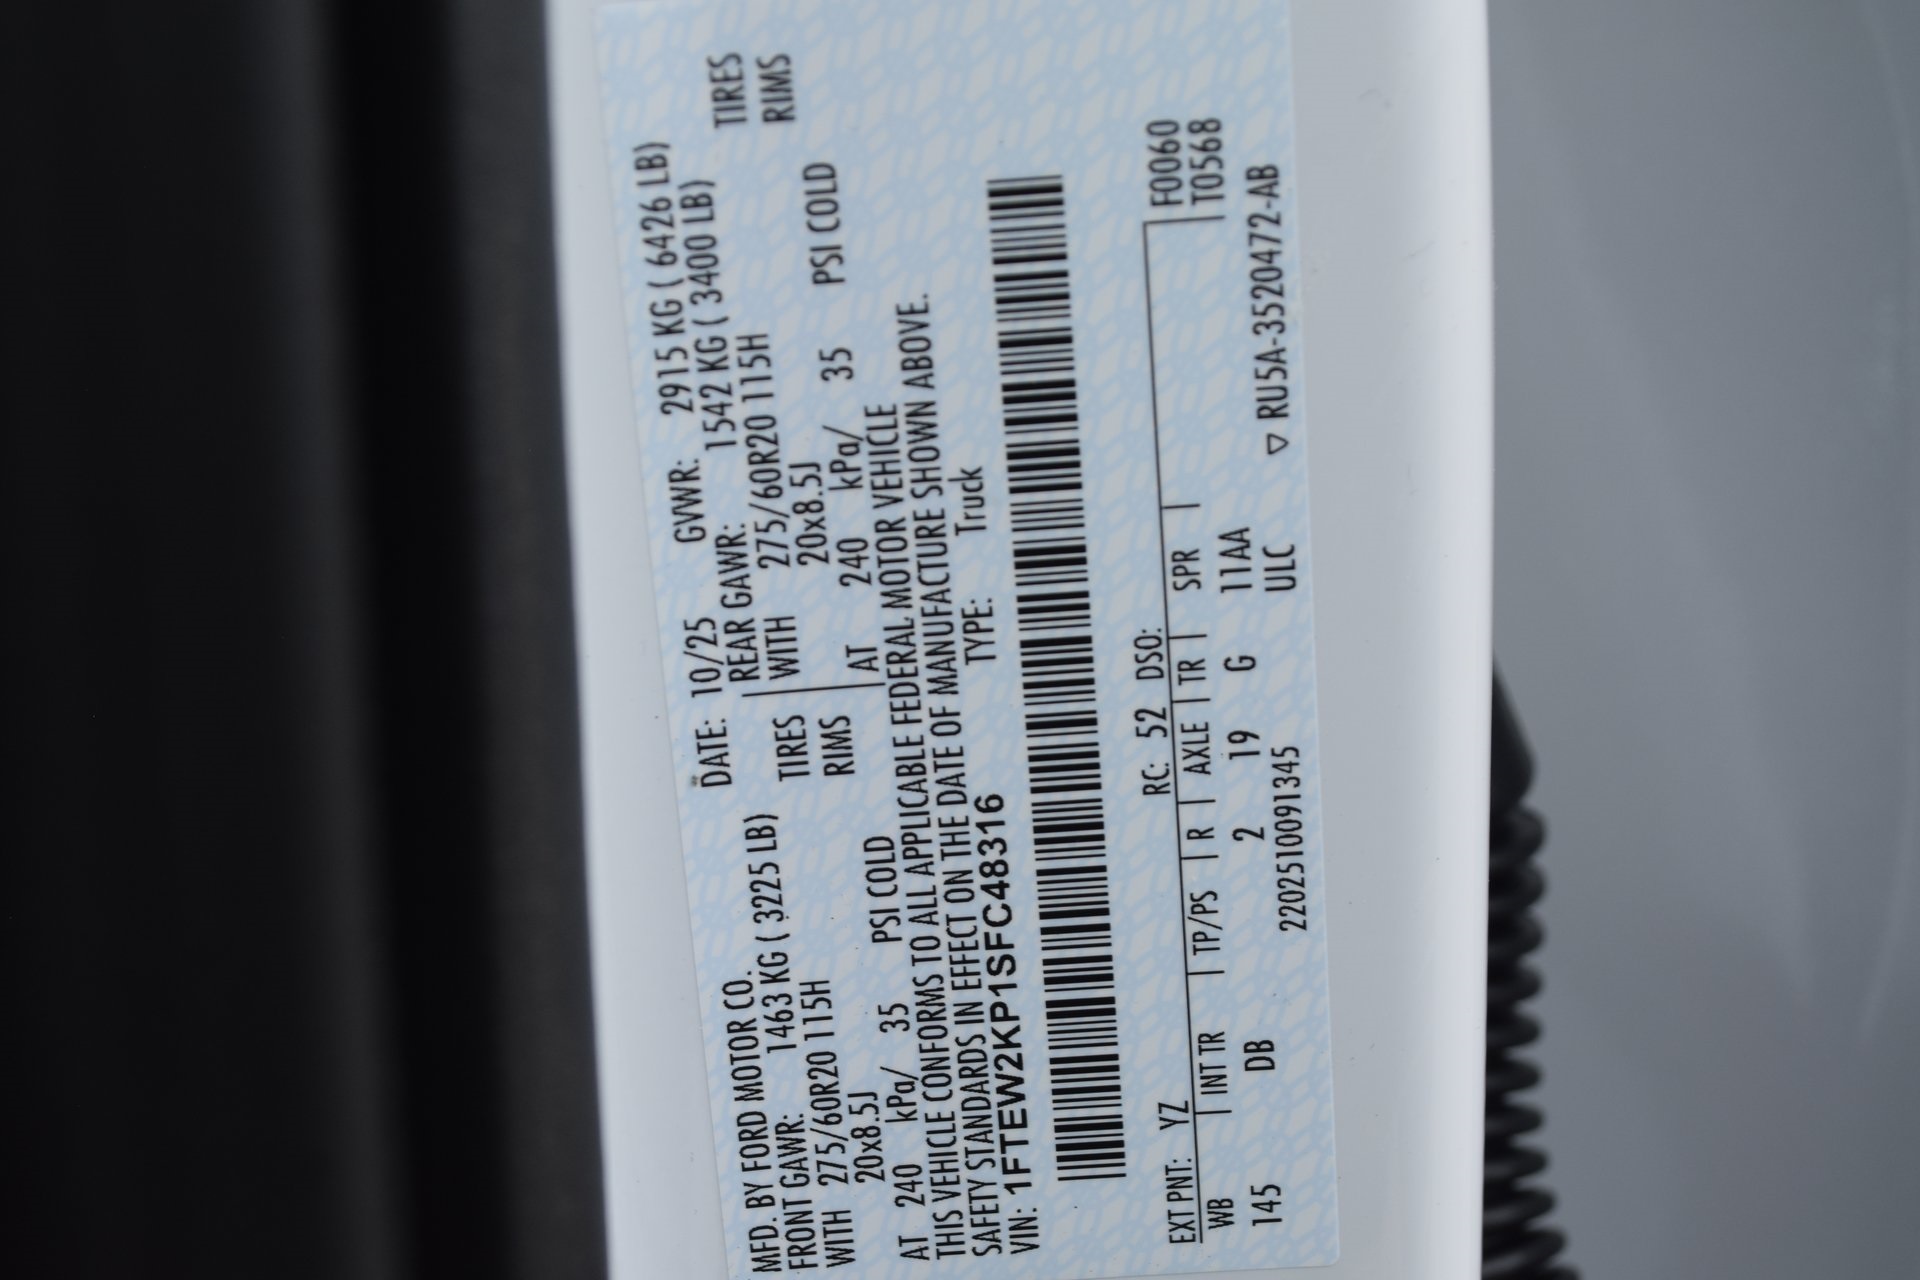 MFD. BY FORD MOTOR CO. DATE: 10/25 GVWR: 2915 KG ( 6426 LB)
FRONT GAWR: 1463 KG ( 3225 LB) REAR GAWR: 1542 KG ( 3400 LB)
WITH 275/60R20 115H TIRES WITH 275/60R20 115H TIRES
20x8.5J RIMS 20x8.5J RIMS
AT 240 kPa/ 35 PSI COLD AT 240 kPa/ 35 PSI COLD
THIS VEHICLE CONFORMS TO ALL APPLICABLE FEDERAL MOTOR VEHICLE
SAFETY STANDARDS IN EFFECT ON THE DATE OF MANUFACTURE SHOWN ABOVE.
VIN: 1FTEW2KP1SFC48316 TYPE: Truck
EXT PNT: YZ RC: 52 DSO: F0060
WB INT TR TP/PS R AXLE TR SPR T0568
145 DB 2 19 G 11AA
2202510091345 ULC ▽ RU5A-3520472-AB